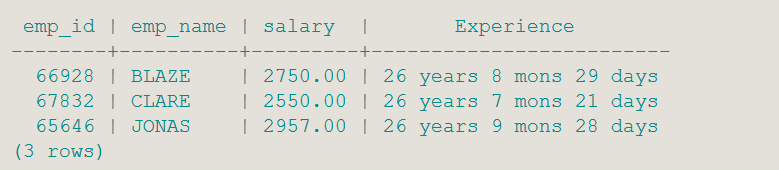 emp_id | emp_name | salary |        Experience
--------+----------+---------+--------------------------
  66928 | BLAZE    | 2750.00 | 26 years 8 mons 29 days
  67832 | CLARE    | 2550.00 | 26 years 7 mons 21 days
  65646 | JONAS    | 2957.00 | 26 years 9 mons 28 days
(3 rows)